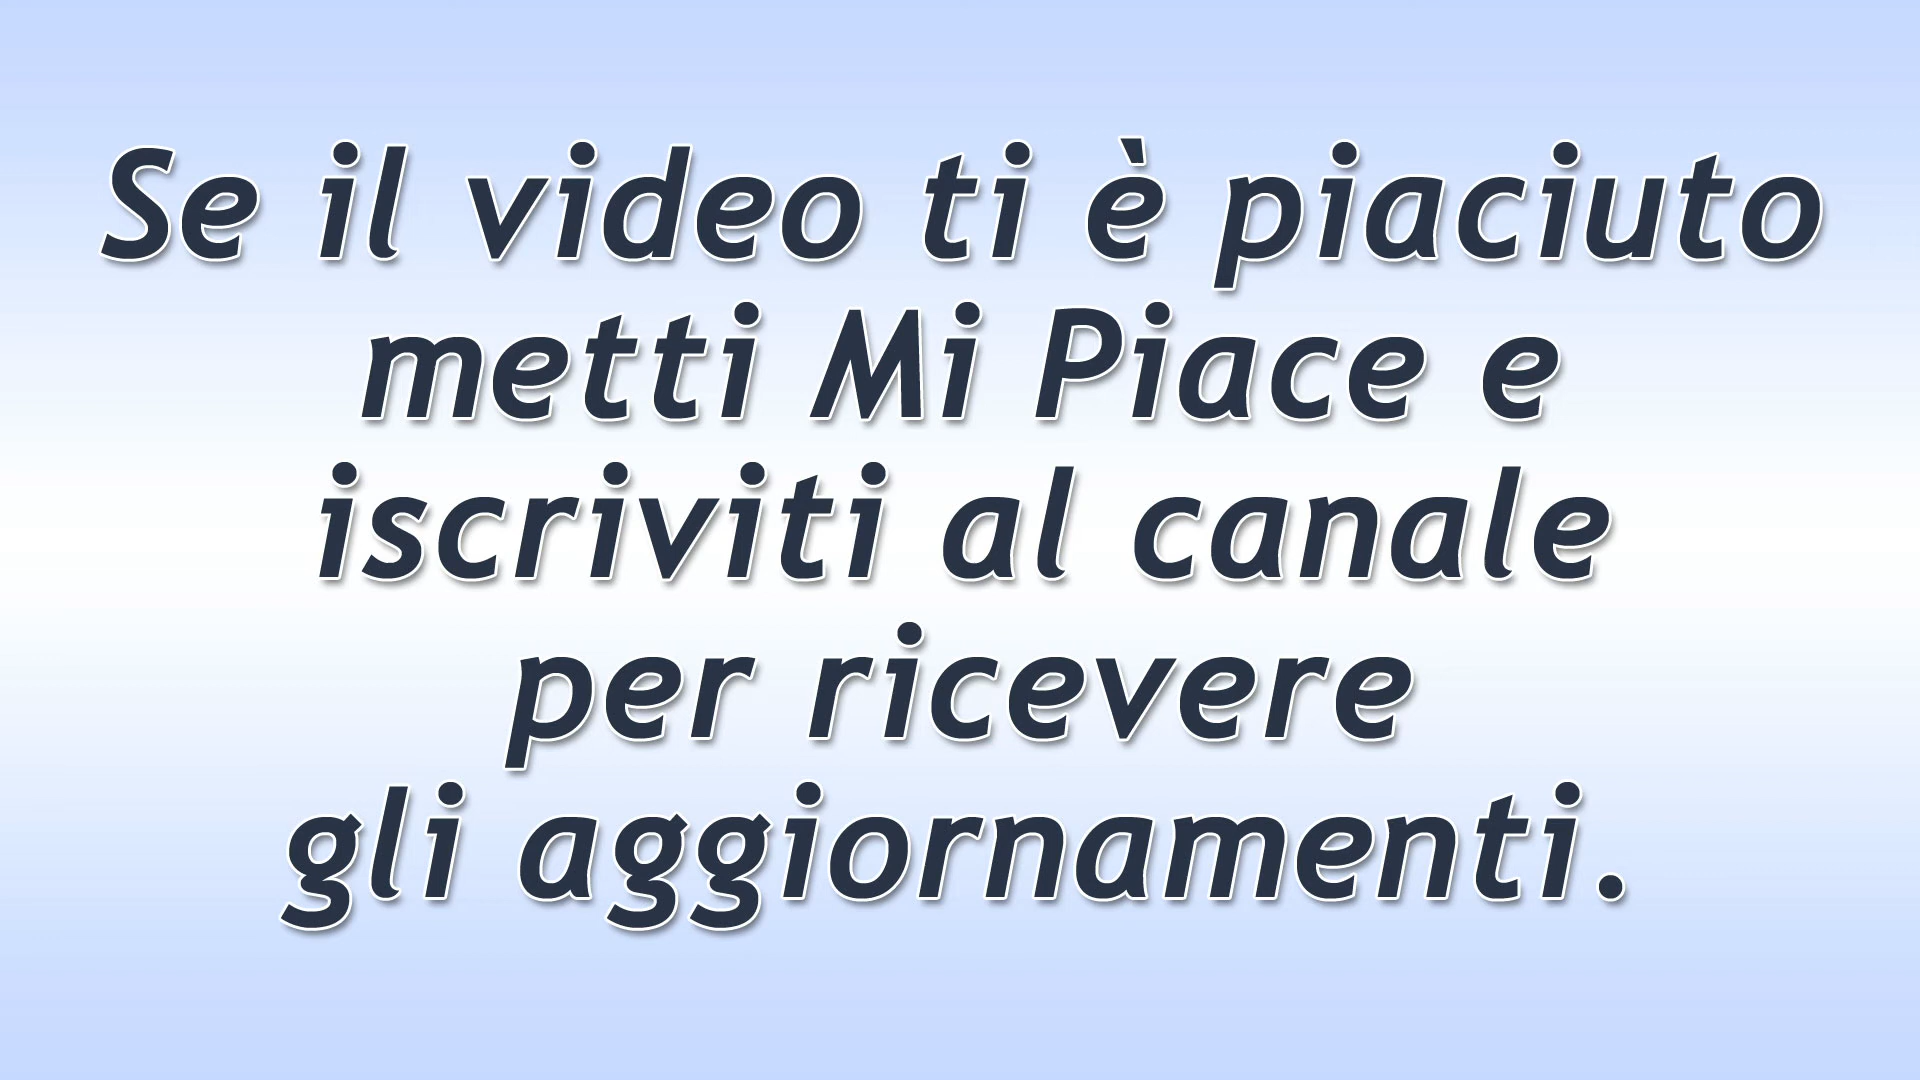 Se il video ti è piaciuto
metti Mi Piace e
iscriviti al canale
per ricevere
gli aggiornamenti.